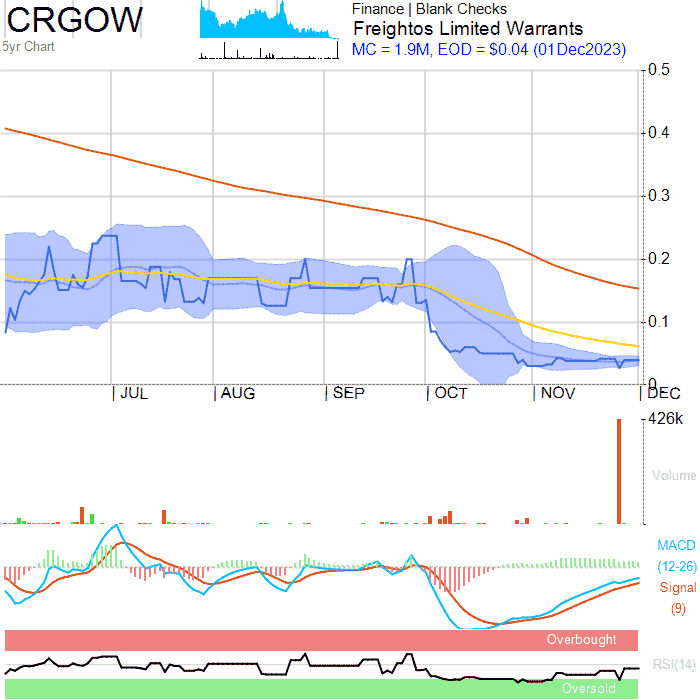 CRGOW
5yr Chart
Finance | Blank Checks
Freightos Limited Warrants
MC = 1.9M, EOD = $0.04 (01Dec2023)
0.5
0.4
0.3
0.2
0.1
0
JUL AUG SEP OCT NOV DEC
426k
Volume
MACD
(12-26)
Signal
(9)
Overbought
RSI(14)
Oversold